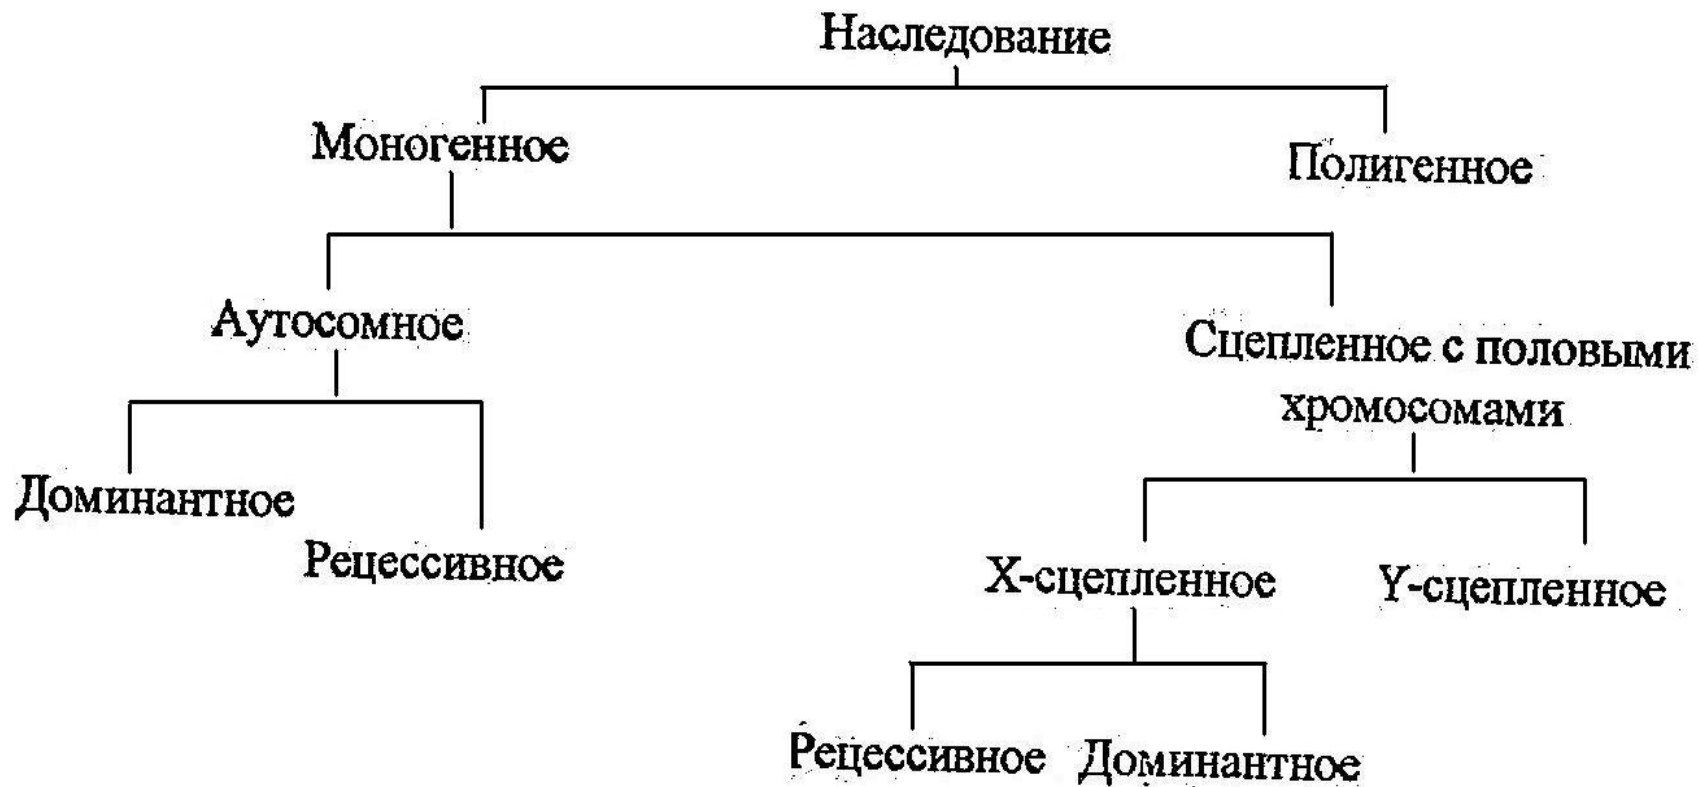 Наследование
Моногенное
Полигенное
Аутосомное
Сцепленное с половыми
хромосомами
Доминантное
Рецессивное
Х-сцепленное
Y-сцепленное
Рецессивное
Доминантное